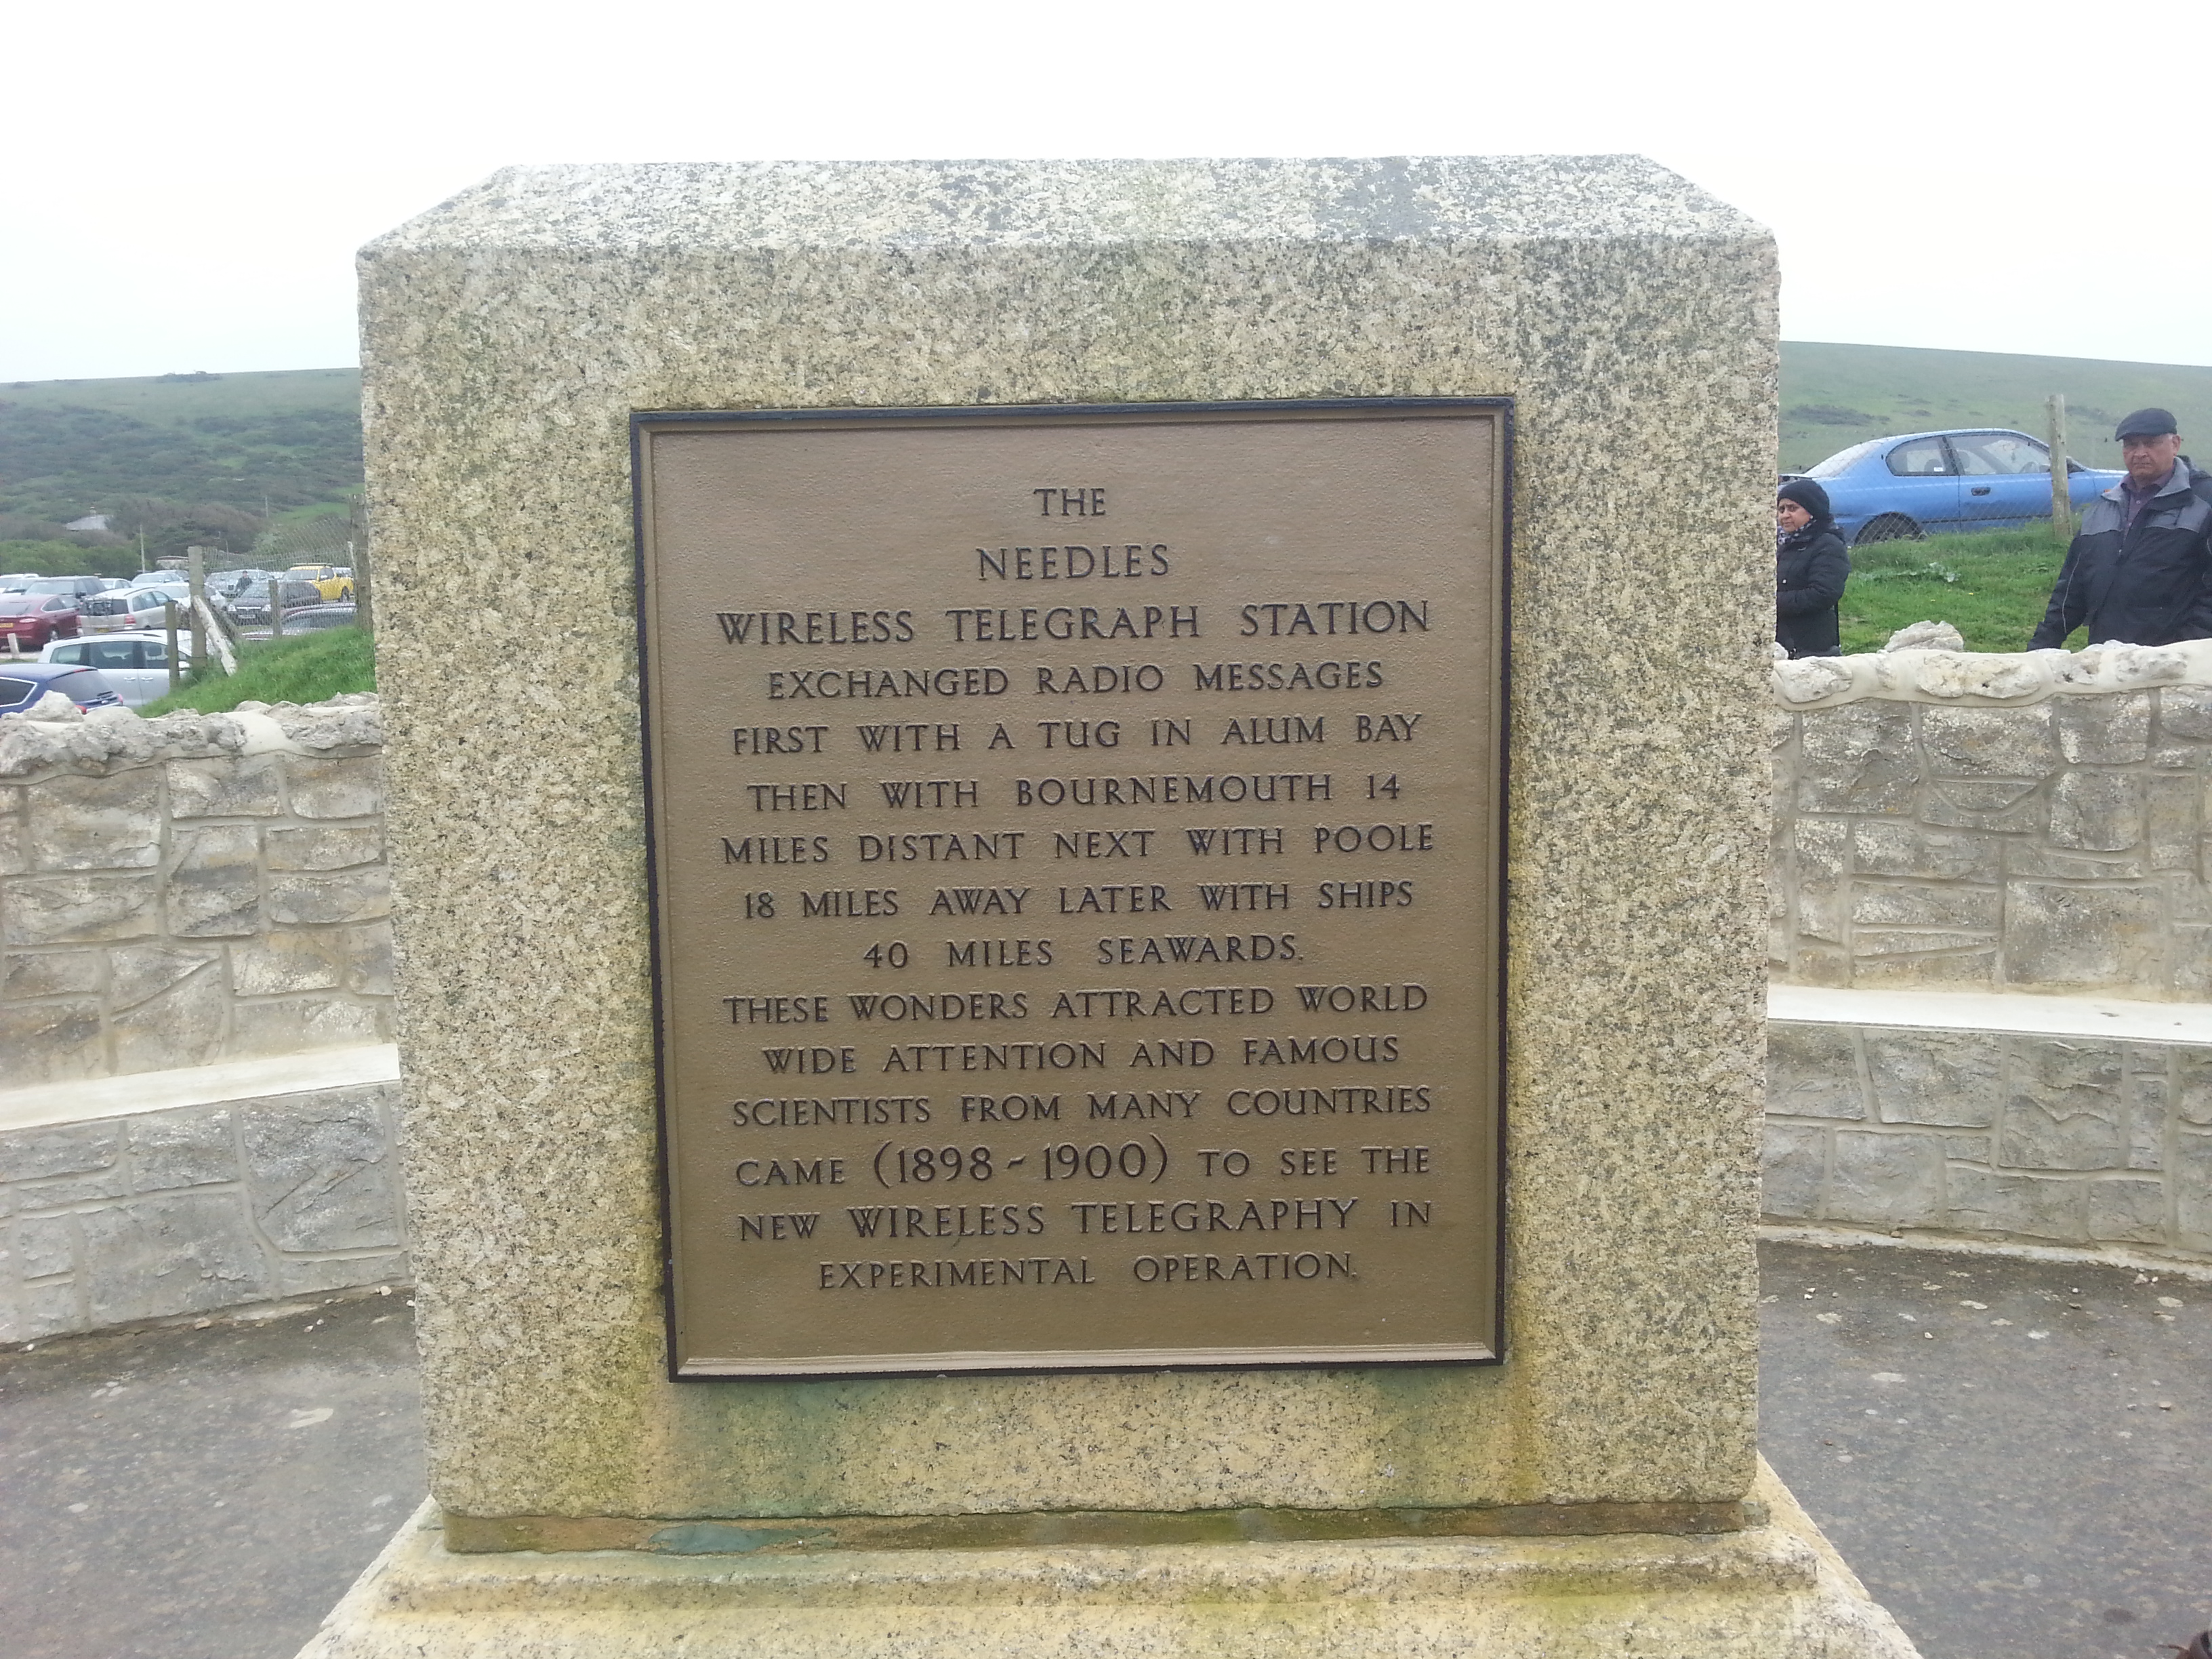 THE
NEEDLES
WIRELESS TELEGRAPH STATION
EXCHANGED RADIO MESSAGES
FIRST WITH A TUG IN ALUM BAY
THEN WITH BOURNEMOUTH 14
MILES DISTANT NEXT WITH POOLE
18 MILES AWAY LATER WITH SHIPS
40 MILES SEAWARDS.
THESE WONDERS ATTRACTED WORLD
WIDE ATTENTION AND FAMOUS
SCIENTISTS FROM MANY COUNTRIES
CAME (1898 ~ 1900) TO SEE THE
NEW WIRELESS TELEGRAPHY IN
EXPERIMENTAL OPERATION.